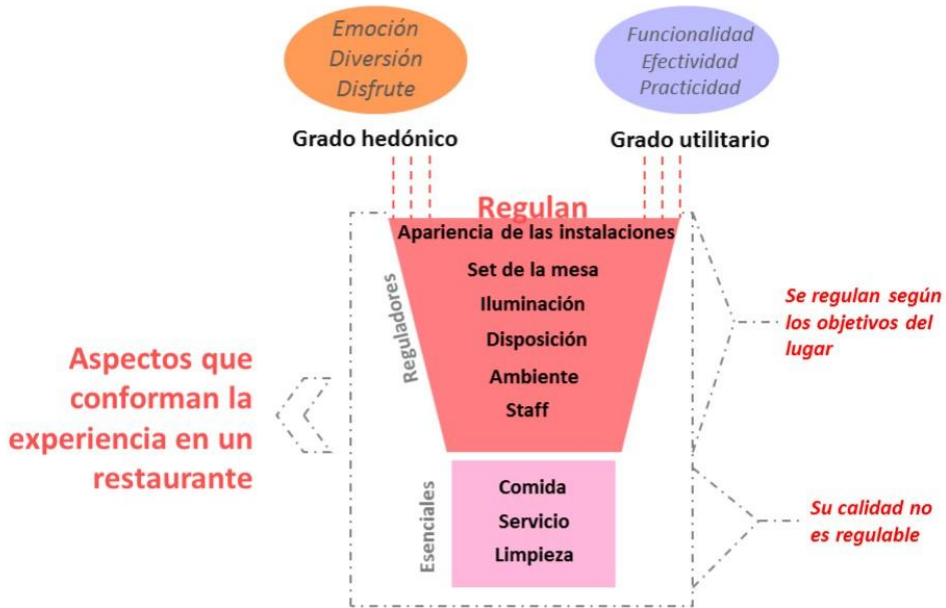 Emoción
Diversión
Disfrute
Funcionalidad
Efectividad
Practicidad
Grado hedónico
Grado utilitario
Regulan
Apariencia de las instalaciones
Set de la mesa
Iluminación
Disposición
Ambiente
Staff
Reguladores
Se regulan según
los objetivos del
lugar
Aspectos que
conforman la
experiencia en un
restaurante
Comida
Servicio
Limpieza
Esenciales
Su calidad no
es regulable